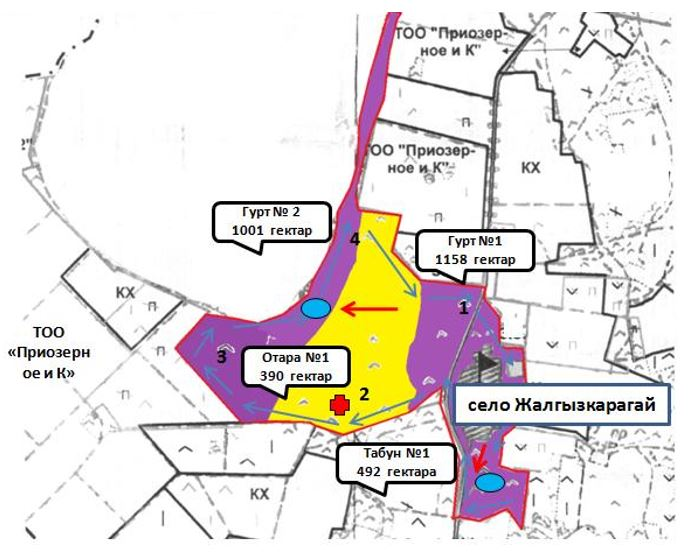 ТОО "Приозер-
ное и К"
П
П
ТОО "Приозер-
ное и К"
П
КХ
Гурт № 2
1001 гектар
4
Гурт №1
1158 гектар
КХ
П
1
ТОО
«Приозерн
ое и К»
3
Отара №1
390 гектар
П
2
село Жалгызкарагай
П
Табун №1
492 гектара
КХ
П